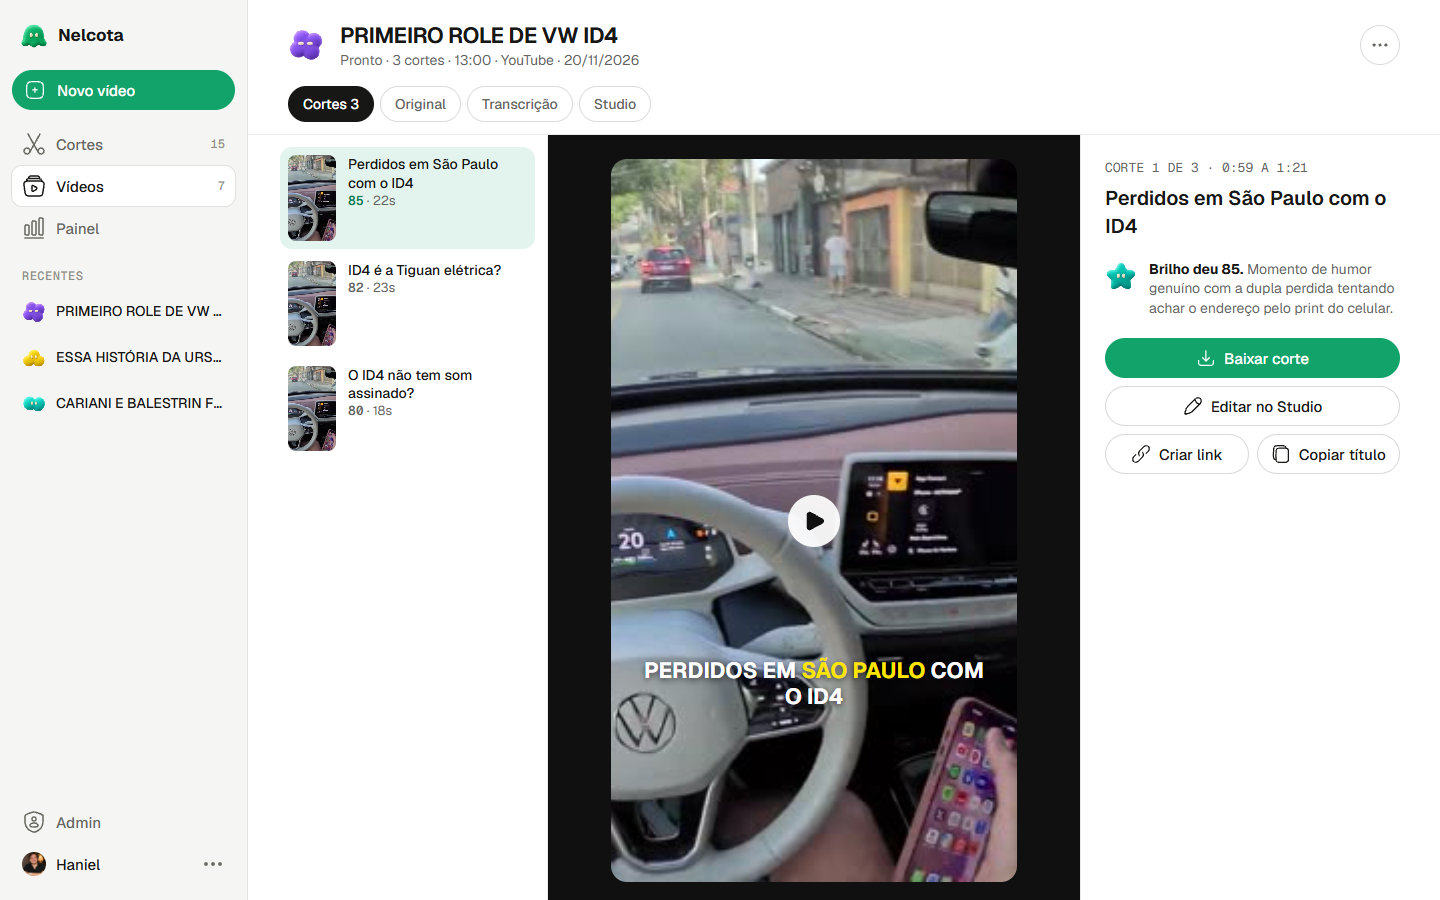 Nelcota
Novo vídeo
Cortes 15
Vídeos 7
Painel
RECENTES
PRIMEIRO ROLE DE VW ...
ESSA HISTÓRIA DA URS...
CARIANI E BALESTRIN F...
Admin
Haniel
PRIMEIRO ROLE DE VW ID4
Pronto · 3 cortes · 13:00 · YouTube · 20/11/2026
Cortes 3
Original
Transcrição
Studio
Perdidos em São Paulo
com o ID4
85 · 22s
ID4 é a Tiguan elétrica?
82 · 23s
O ID4 não tem som
assinado?
80 · 18s
20
PERDIDOS EM SÃO PAULO COM
O ID4
CORTE 1 DE 3 · 0:59 A 1:21
Perdidos em São Paulo com o
ID4
Brilho deu 85. Momento de humor
genuíno com a dupla perdida tentando
achar o endereço pelo print do celular.
Baixar corte
Editar no Studio
Criar link
Copiar título